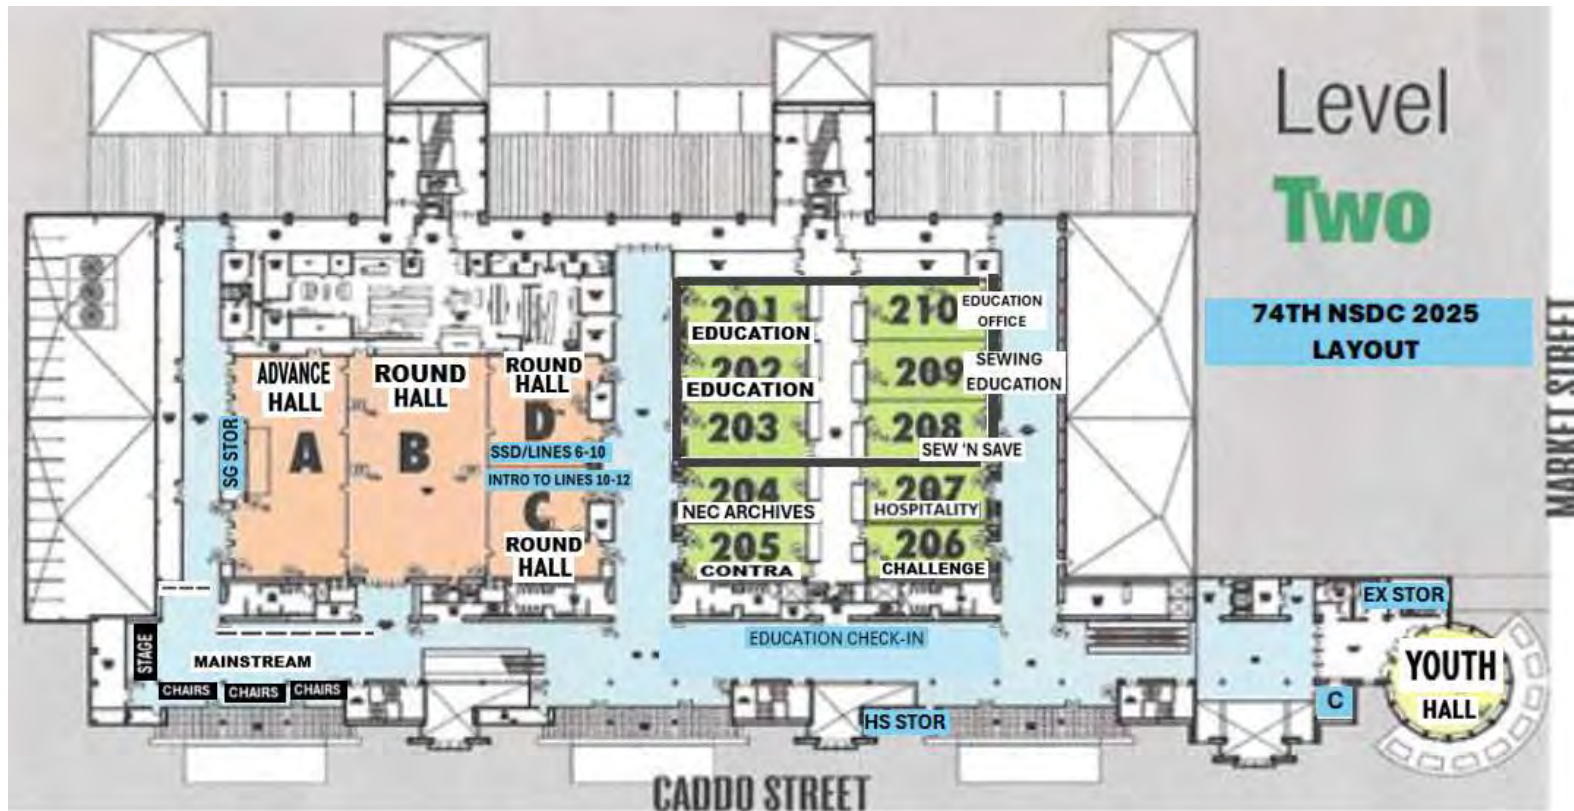 Level
Two
74TH NSDC 2025
LAYOUT
MARKET STREET
201
EDUCATION
202
EDUCATION
203
204
NEC ARCHIVES
205
CONTRA
210
EDUCATION
OFFICE
209
SEWING
EDUCATION
208
SEW 'N SAVE
207
HOSPITALITY
206
CHALLENGE
ADVANCE
HALL
A
SG STOR
ROUND
HALL
B
ROUND
HALL
D
SSD/LINES 6-10
INTRO TO LINES 10-12
C
ROUND
HALL
STAGE
MAINSTREAM
CHAIRS
CHAIRS
CHAIRS
EDUCATION CHECK-IN
HS STOR
EX STOR
YOUTH
HALL
C
CADDO STREET